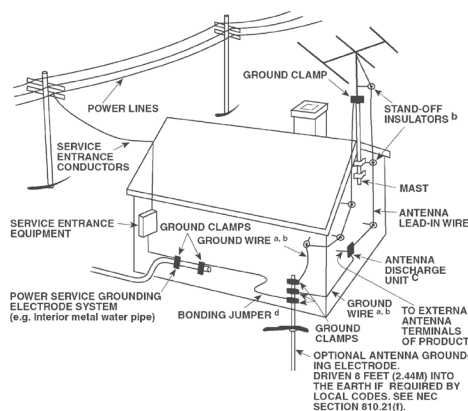 GROUND CLAMP
POWER LINES
STAND-OFF
INSULATORS b
SERVICE
ENTRANCE
CONDUCTORS
MAST
ANTENNA
LEAD-IN WIRE
SERVICE ENTRANCE
EQUIPMENT
GROUND CLAMPS
GROUND WIRE a, b
ANTENNA
DISCHARGE
UNIT C
POWER SERVICE GROUNDING
ELECTRODE SYSTEM
(e.g. Interior metal water pipe)
BONDING JUMPER d
GROUND
WIRE a, b
GROUND
CLAMPS
TO EXTERNAL
ANTENNA
TERMINALS
OF PRODUCT
OPTIONAL ANTENNA GROUND-
ING ELECTRODE.
DRIVEN 8 FEET (2.44M) INTO
THE EARTH IF REQUIRED BY
LOCAL CODES. SEE NEC
SECTION 810.21(f).